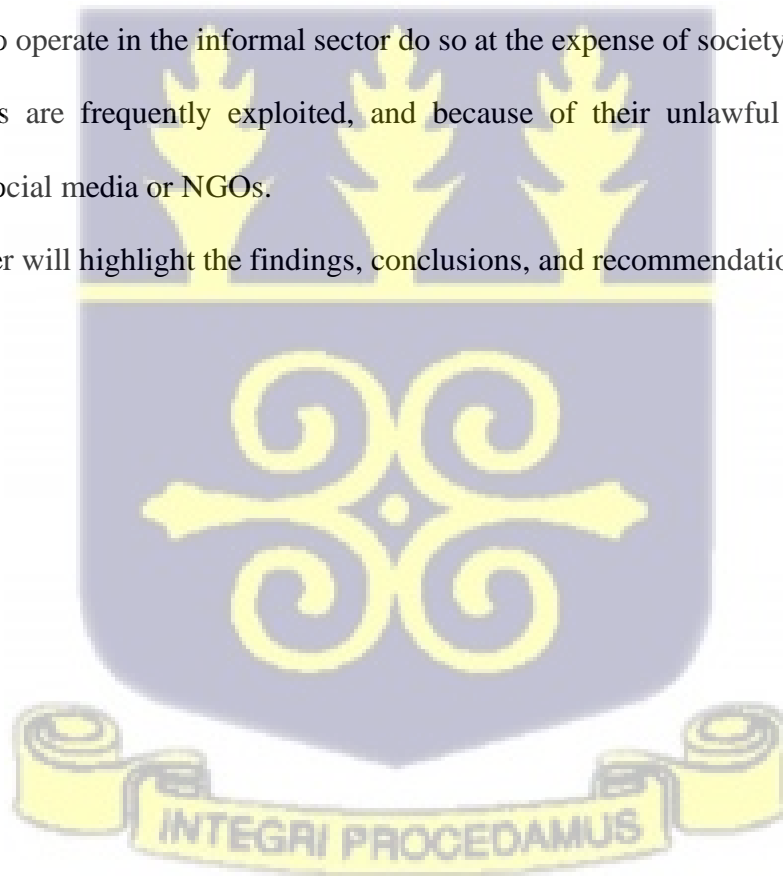 operate in the informal sector do so at the expense of society
are frequently exploited, and because of their unlawful
ocial media or NGOs.
er will highlight the findings, conclusions, and recommendatio
INTEGRI PROCEDAMUS